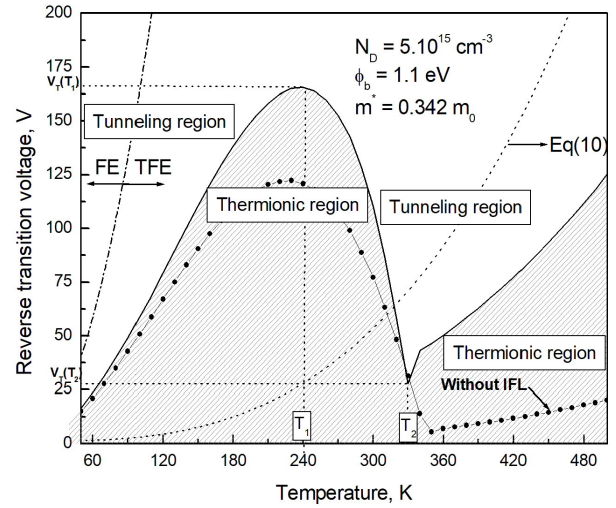 200
V_T(T_1)
175
150
125
100
75
50
V_T(T_2)
25
0
Reverse transition voltage, V
N_D = 5.10^15 cm^-3
ϕ_b = 1.1 eV
m^* = 0.342 m_0
Tunneling region
FE TFE
Eq(10)
Thermionic region
Tunneling region
Thermionic region
Without IFL
T_1
T_2
60 120 180 240 300 360 420 480
Temperature, K